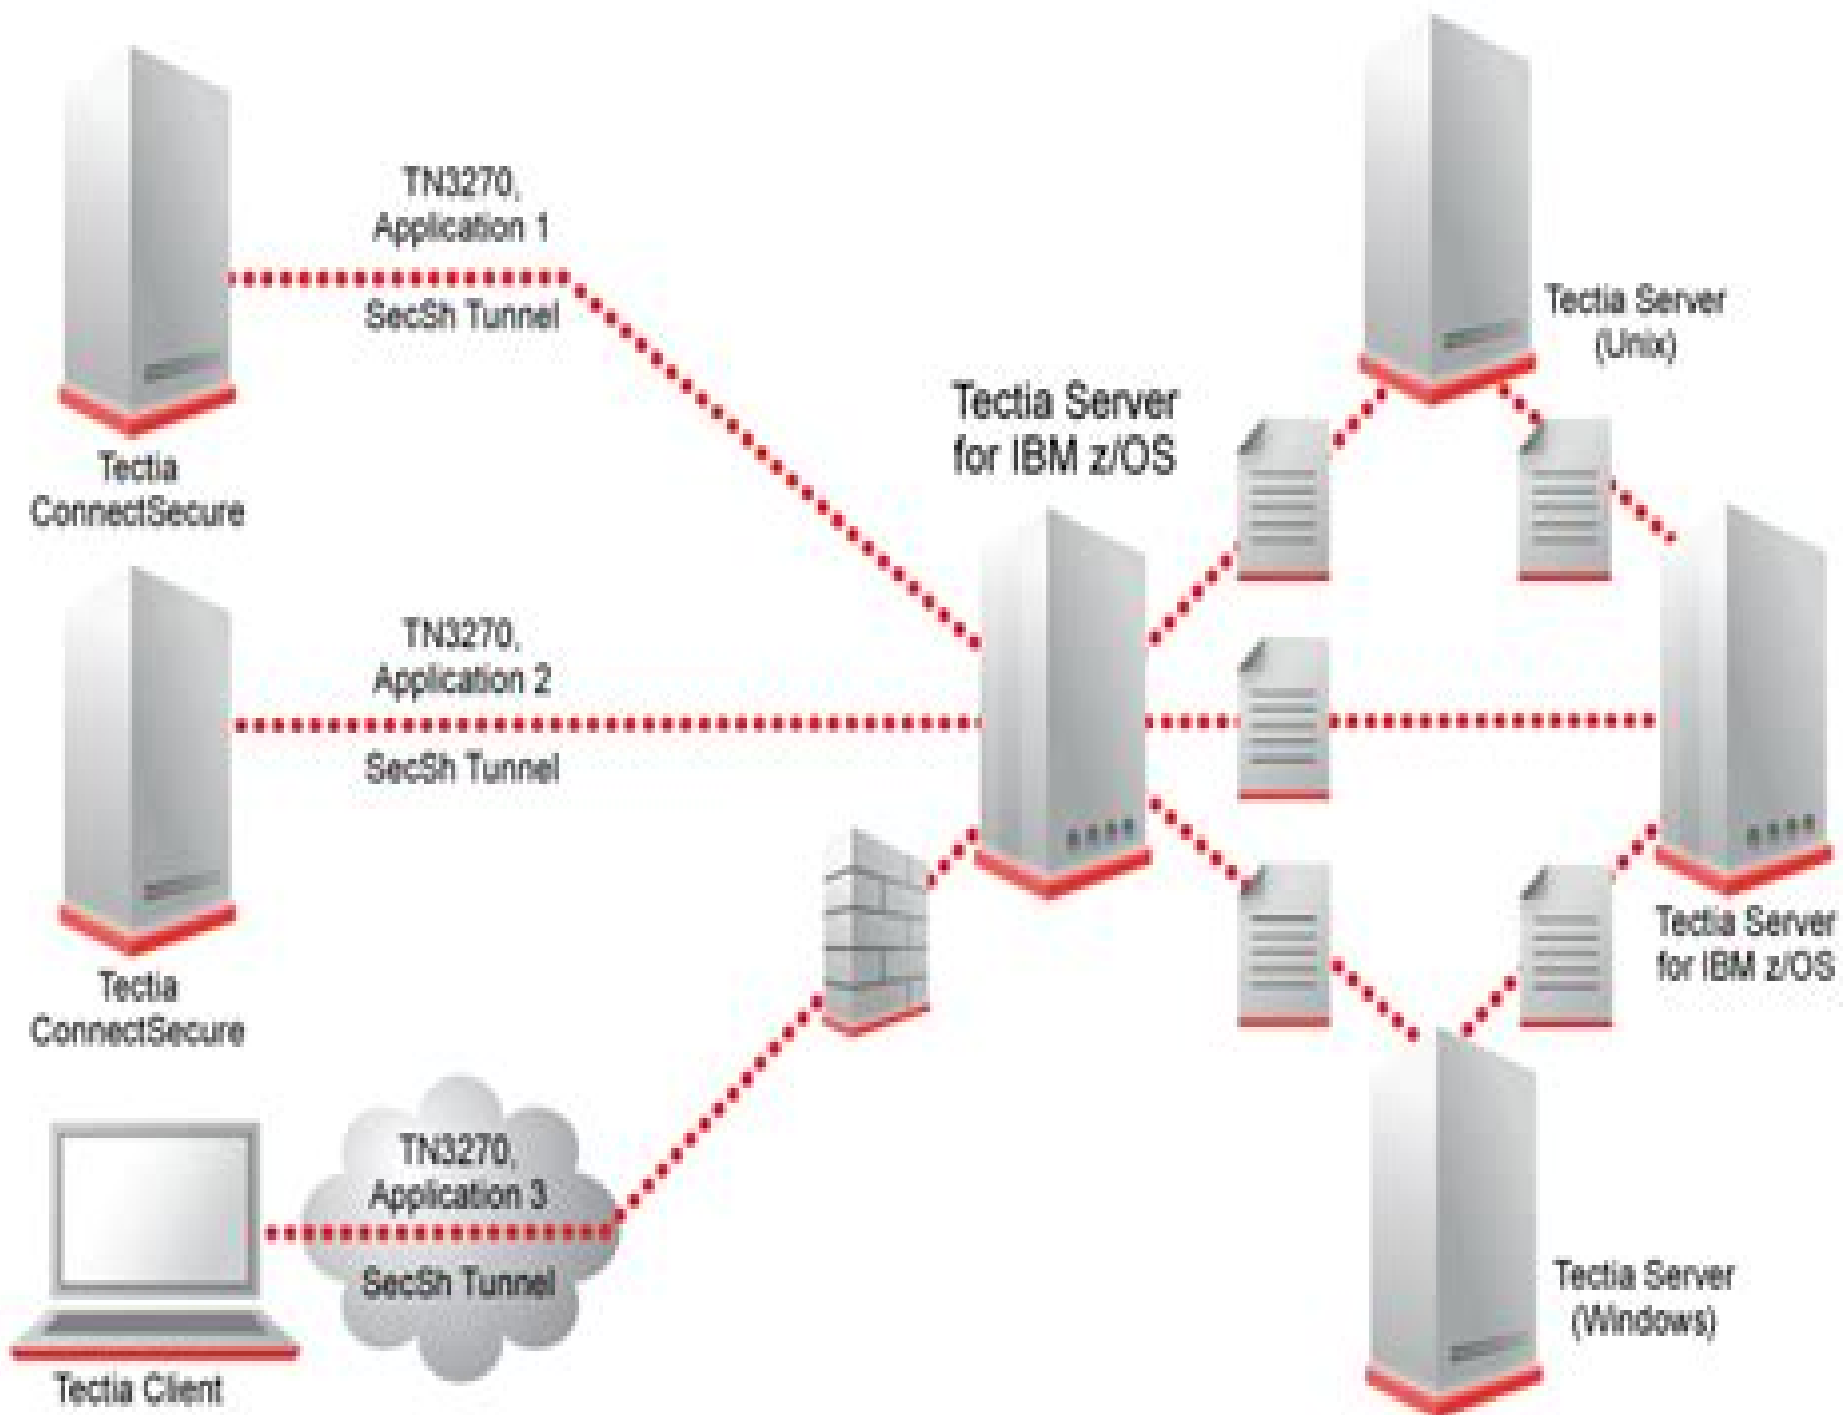 TN3270,
Application 1
SecSh Tunnel
Tectia
ConnectSecure
Tectia Server
(Unix)
Tectia Server
for IBM z/OS
TN3270,
Application 2
SecSh Tunnel
Tectia
ConnectSecure
Tectia Server
for IBM z/OS
TN3270,
Application 3
SecSh Tunnel
Tectia Client
Tectia Server
(Windows)